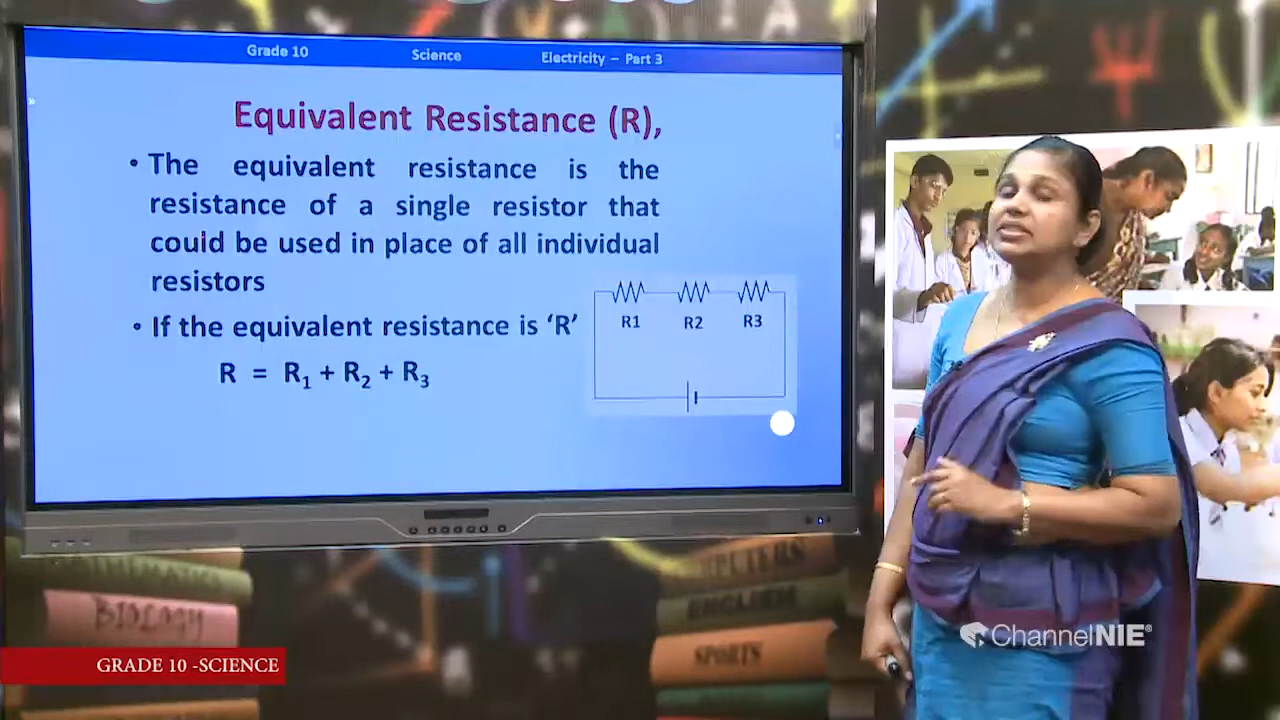 Grade 10 Science Electricity – Part 3
Equivalent Resistance (R),
• The equivalent resistance is the
resistance of a single resistor that
could be used in place of all individual
resistors
• If the equivalent resistance is ‘R’
R = R₁ + R₂ + R₃
R1 R2 R3
MATHEMATICS
BIOLOGY
COMPUTERS
ENGLISH
SPORTS
ChannelNIE®
GRADE 10 -SCIENCE